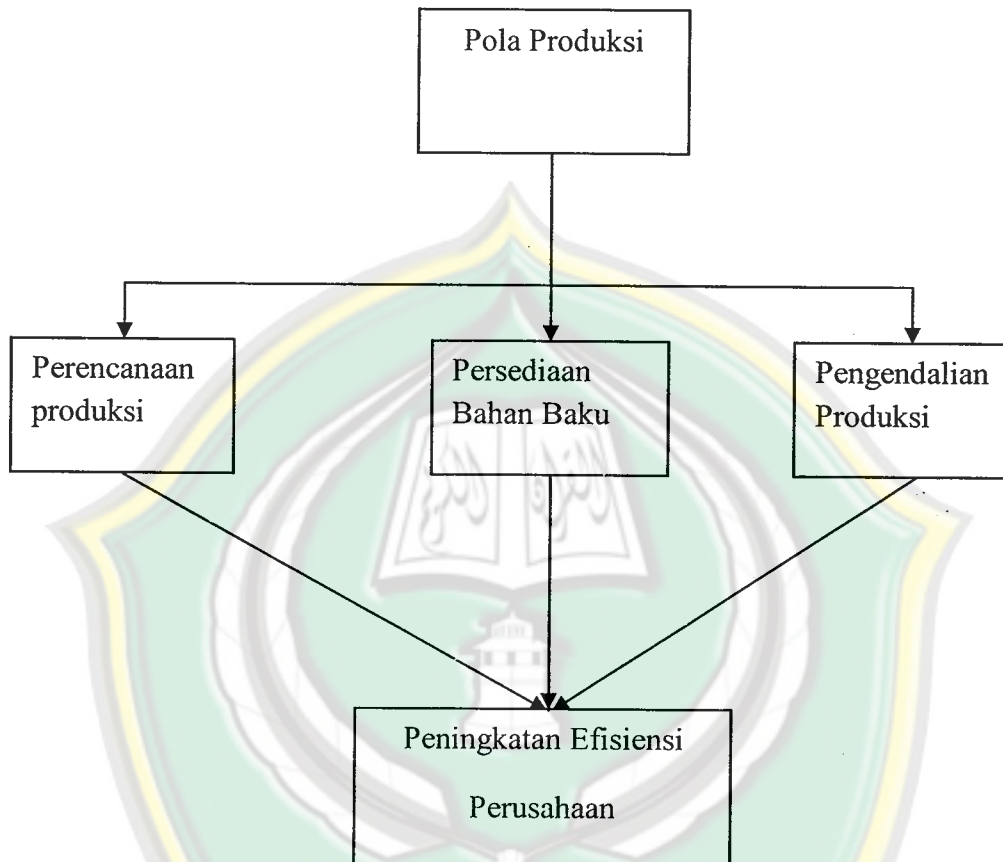 Pola Produksi
Perencanaan
produksi
Persediaan
Bahan Baku
Pengendalian
Produksi
Peningkatan Efisiensi
Perusahaan